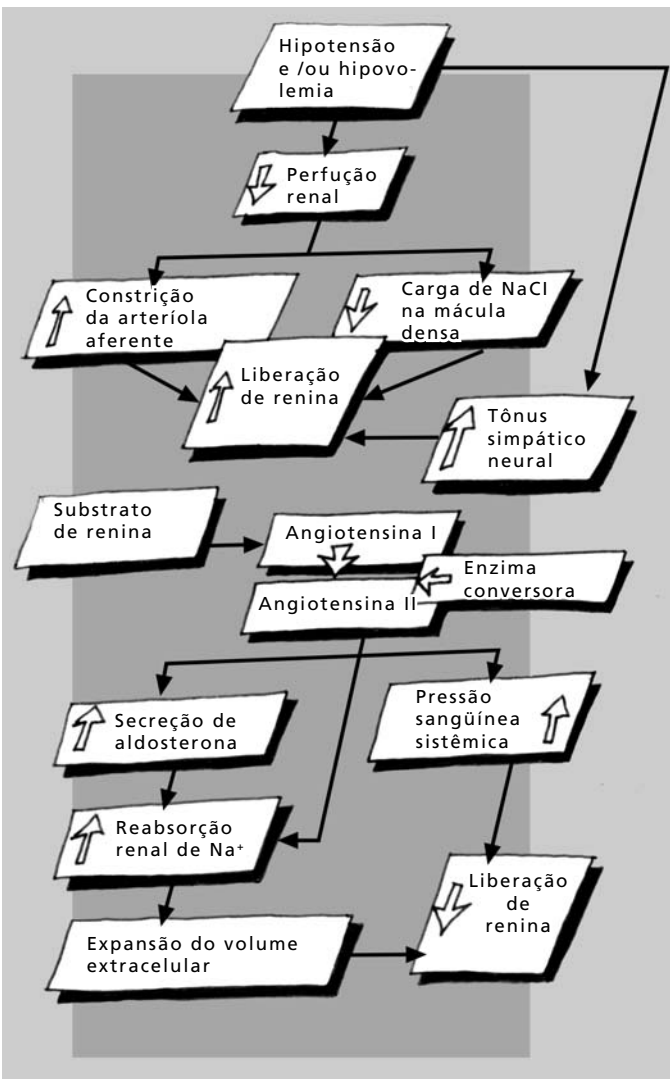 Hipotensão
e /ou hipovo-
lemia
Perfução
renal
Constrição
da arteríola
aferente
Carga de NaCl
na mácula
densa
Liberação
de renina
Tônus
simpático
neural
Substrato
de renina
Angiotensina I
Enzima
conversora
Angiotensina II
Secreção de
aldosterona
Pressão
sangüínea
sistêmica
Reabsorção
renal de Na⁺
Liberação
de
renina
Expansão do volume
extracelular